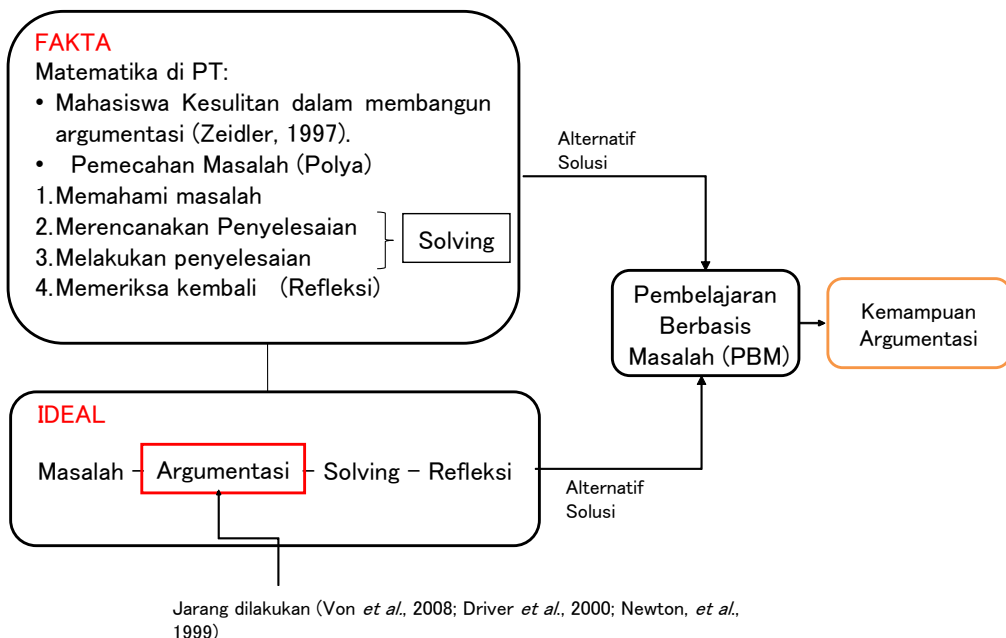 FAKTA
Matematika di PT:
• Mahasiswa Kesulitan dalam membangun
argumentasi (Zeidler, 1997).
• Pemecahan Masalah (Polya)
1.Memahami masalah
2.Merencanakan Penyelesaian
3.Melakukan penyelesaian
Solving
4.Memeriksa kembali (Refleksi)
Alternatif
Solusi
Pembelajaran
Berbasis
Masalah (PBM)
Kemampuan
Argumentasi
IDEAL
Masalah – Argumentasi – Solving – Refleksi
Alternatif
Solusi
Jarang dilakukan (Von et al., 2008; Driver et al., 2000; Newton, et al.,
1999)